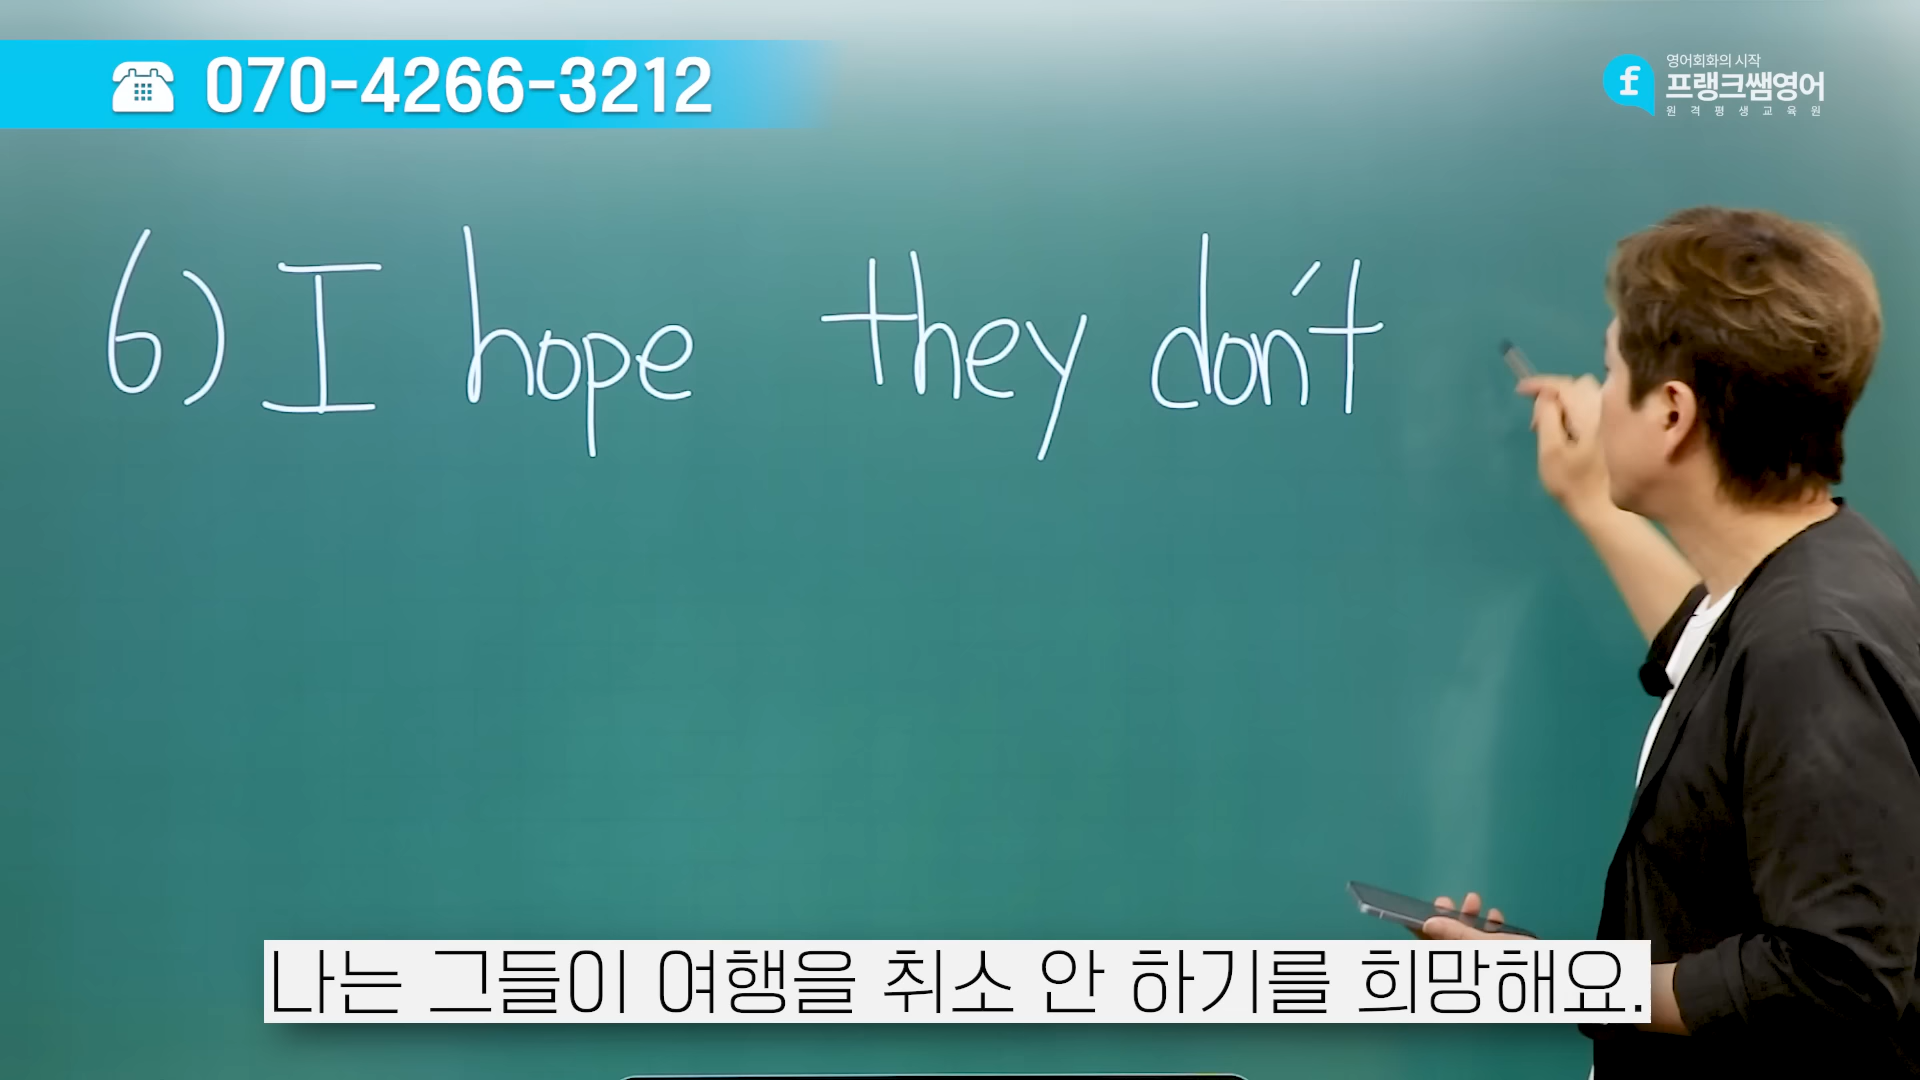 070-4266-3212
영어회화의 시작
프랭크쌤영어
원격평생교육원
6) I hope they don't
나는 그들이 여행을 취소 안 하기를 희망해요.